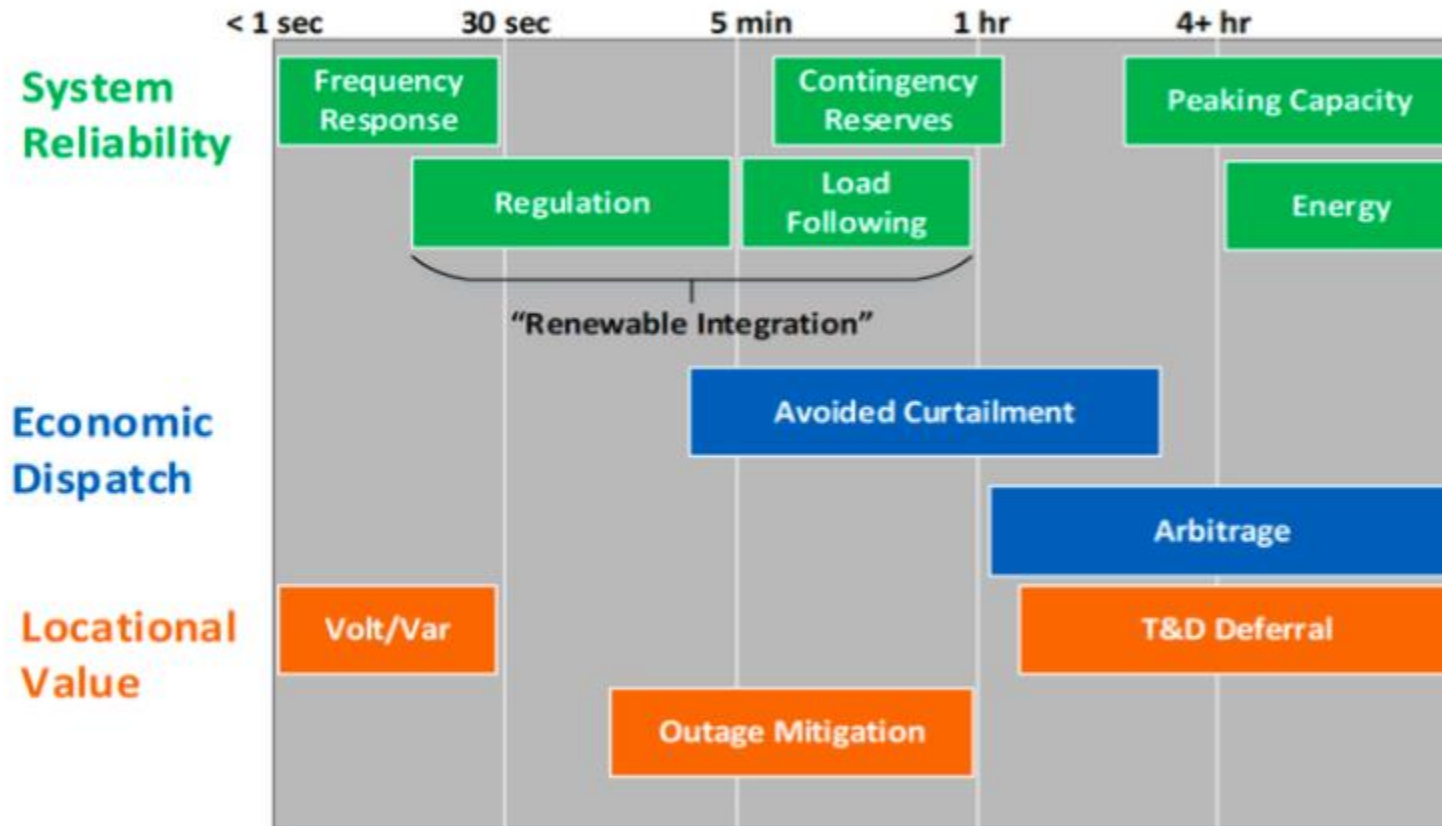 < 1 sec 30 sec 5 min 1 hr 4+ hr
System
Reliability
Frequency
Response
Contingency
Reserves
Peaking Capacity
Regulation
Load
Following
Energy
“Renewable Integration”
Economic
Dispatch
Avoided Curtailment
Arbitrage
Locational
Value
Volt/Var
T&D Deferral
Outage Mitigation